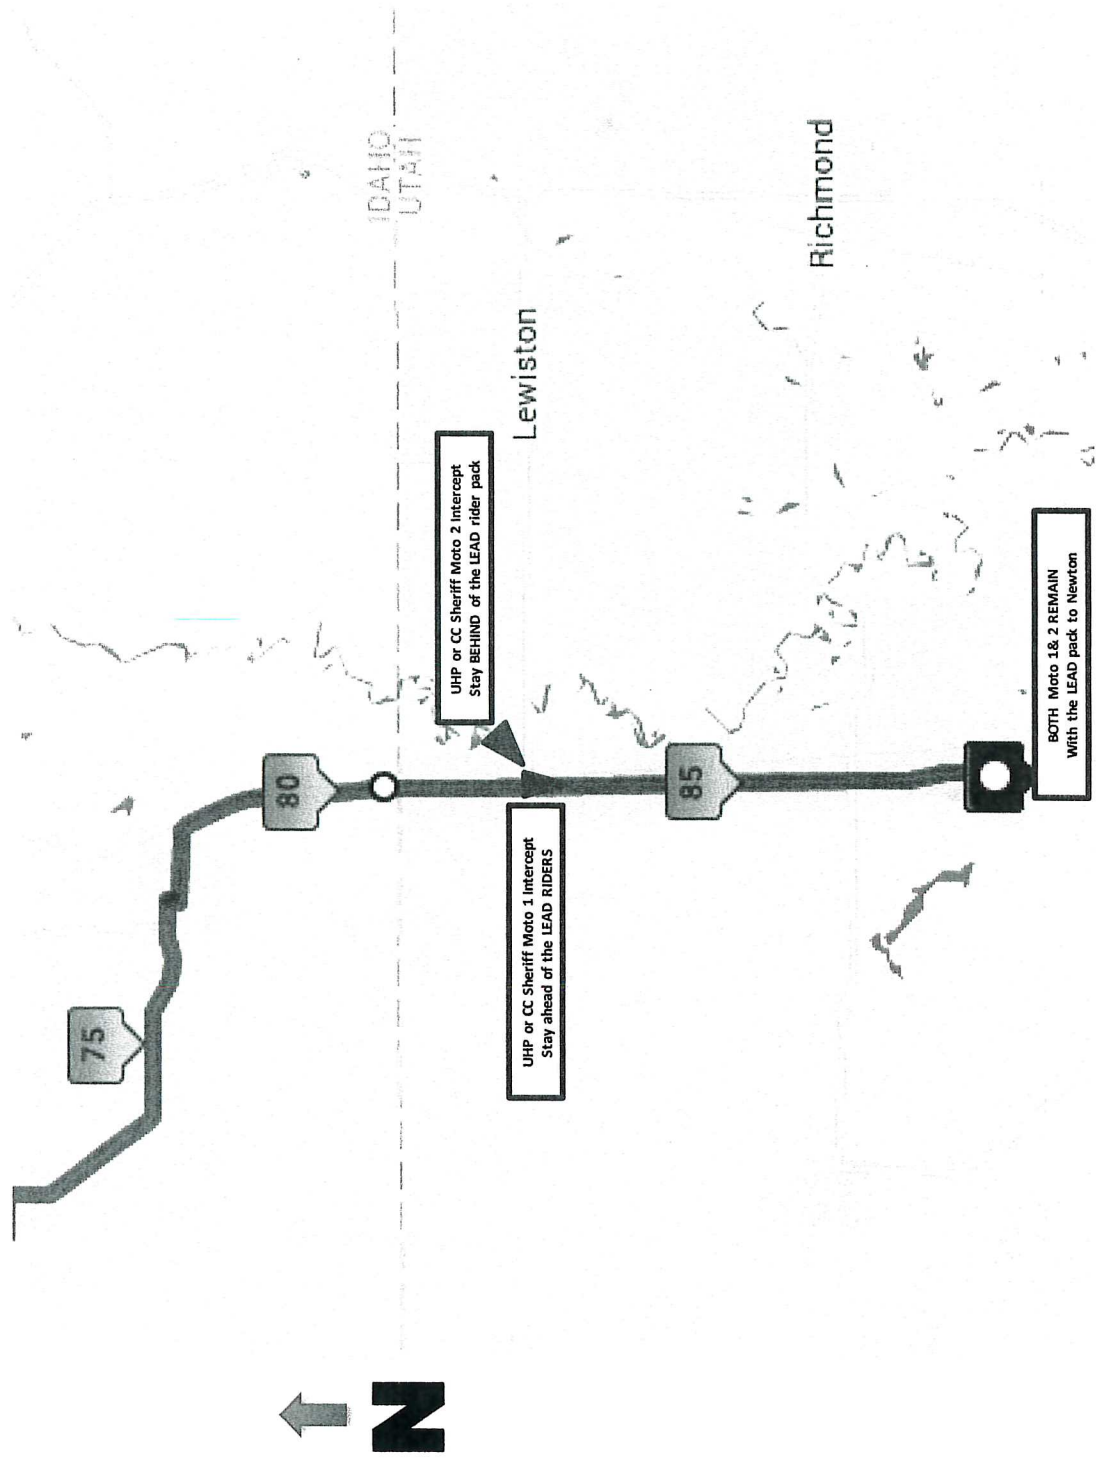 IDAHO
UTAH
75
80
UHP or CC Sheriff Moto 2 Intercept
Stay BEHIND of the LEAD rider pack
Lewiston
UHP or CC Sheriff Moto 1 Intercept
Stay ahead of the LEAD RIDERS
85
Richmond
BOTH Moto 1& 2 REMAIN
With the LEAD pack to Newton
N